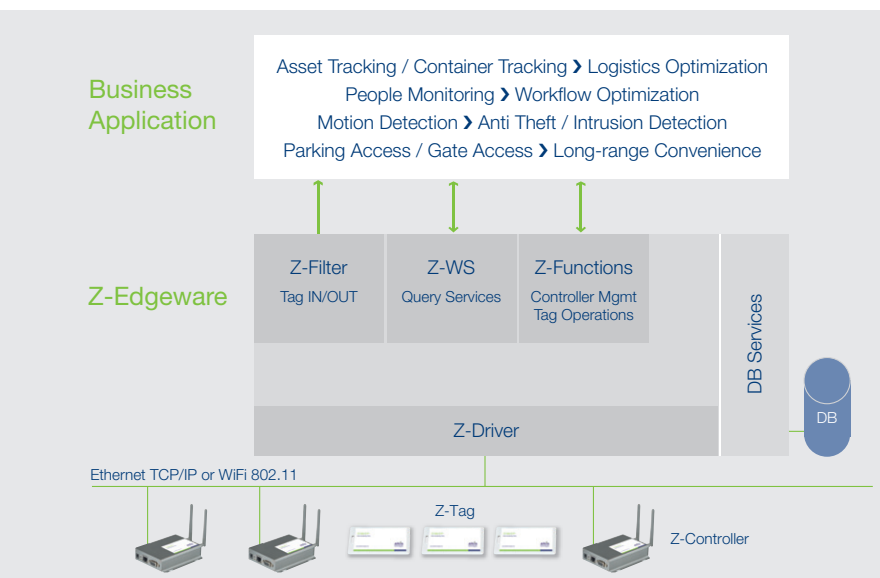 Business
Application
Asset Tracking / Container Tracking ❯ Logistics Optimization
People Monitoring ❯ Workflow Optimization
Motion Detection ❯ Anti Theft / Intrusion Detection
Parking Access / Gate Access ❯ Long-range Convenience
Z-Edgeware
Z-Filter
Tag IN/OUT
Z-WS
Query Services
Z-Functions
Controller Mgmt
Tag Operations
DB Services
DB
Z-Driver
Ethernet TCP/IP or WiFi 802.11
Z-Tag
Z-Controller